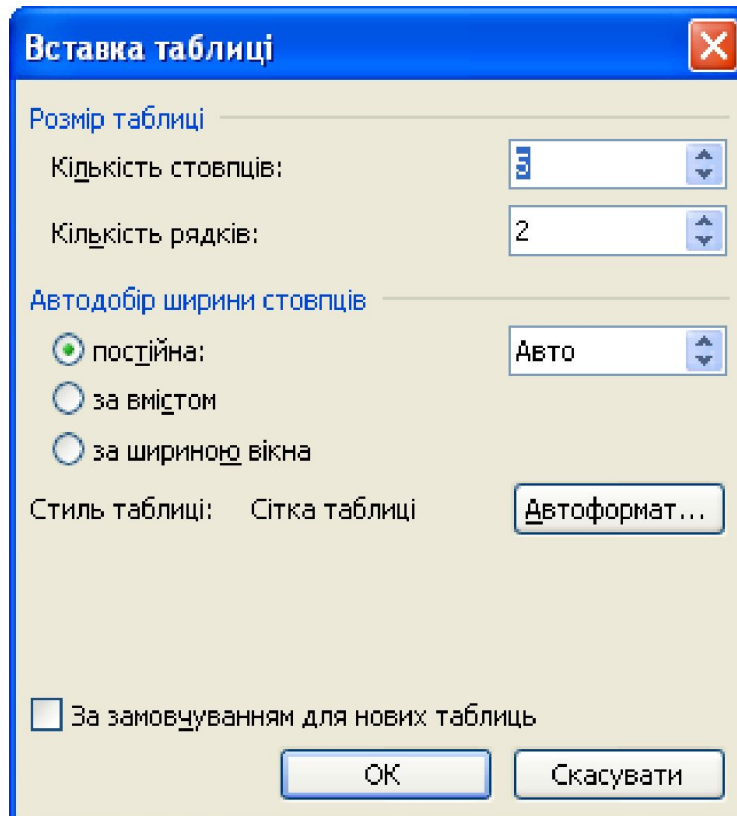 Вставка таблиці
Розмір таблиці
Кількість стовпців: 5
Кількість рядків: 2
Автодобір ширини стовпців
постійна: Авто
за вмістом
за шириною вікна
Стиль таблиці: Сітка таблиці Автоформат...
За замовчуванням для нових таблиць
ОК Скасувати